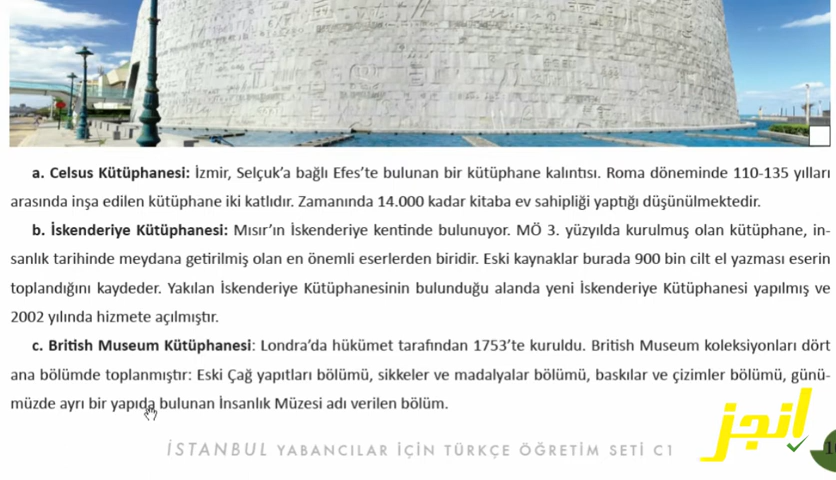 a. Celsus Kütüphanesi: İzmir, Selçuk'a bağlı Efes'te bulunan bir kütüphane kalıntısı. Roma döneminde 110-135 yılları
arasında inşa edilen kütüphane iki katlıdır. Zamanında 14.000 kadar kitaba ev sahipliği yaptığı düşünülmektedir.
b. İskenderiye Kütüphanesi: Mısır'ın İskenderiye kentinde bulunuyor. MÖ 3. yüzyılda kurulmuş olan kütüphane, in-
sanlık tarihinde meydana getirilmiş olan en önemli eserlerden biridir. Eski kaynaklar burada 900 bin cilt el yazması eserin
toplandığını kaydeder. Yakılan İskenderiye Kütüphanesinin bulunduğu alanda yeni İskenderiye Kütüphanesi yapılmış ve
2002 yılında hizmete açılmıştır.
c. British Museum Kütüphanesi: Londra'da hükümet tarafından 1753'te kuruldu. British Museum koleksiyonları dört
ana bölümde toplanmıştır: Eski Çağ yapıtları bölümü, sikkeler ve madalyalar bölümü, baskılar ve çizimler bölümü, günü-
müzde ayrı bir yapıda bulunan İnsanlık Müzesi adı verilen bölüm.
İSTANBUL YABANCILAR İÇİN TÜRKÇE ÖĞRETİM SETİ C1
انجز